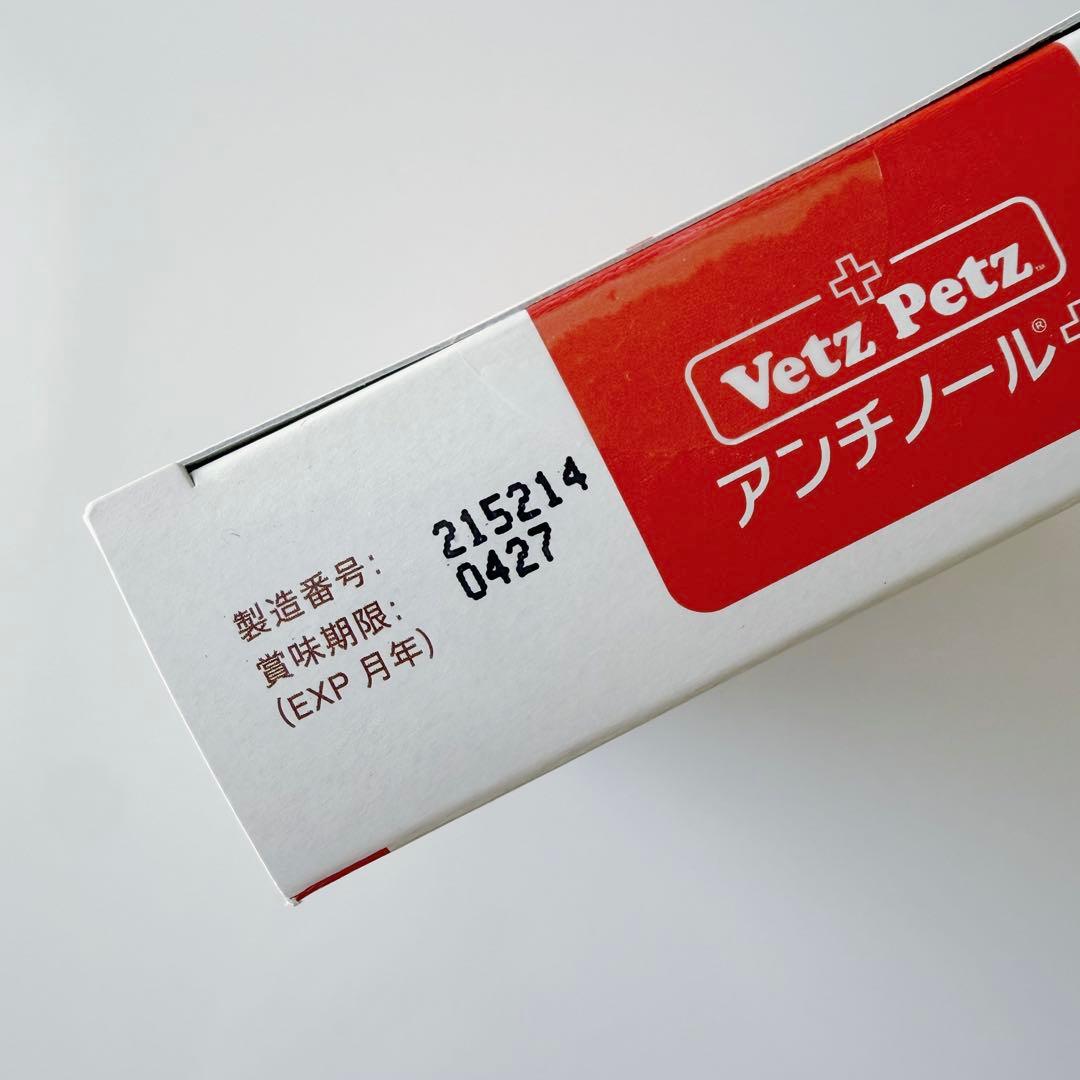 Vetz Petz™
アンチノール®
製造番号: 215214
賞味期限: 0427
(EXP 月年)